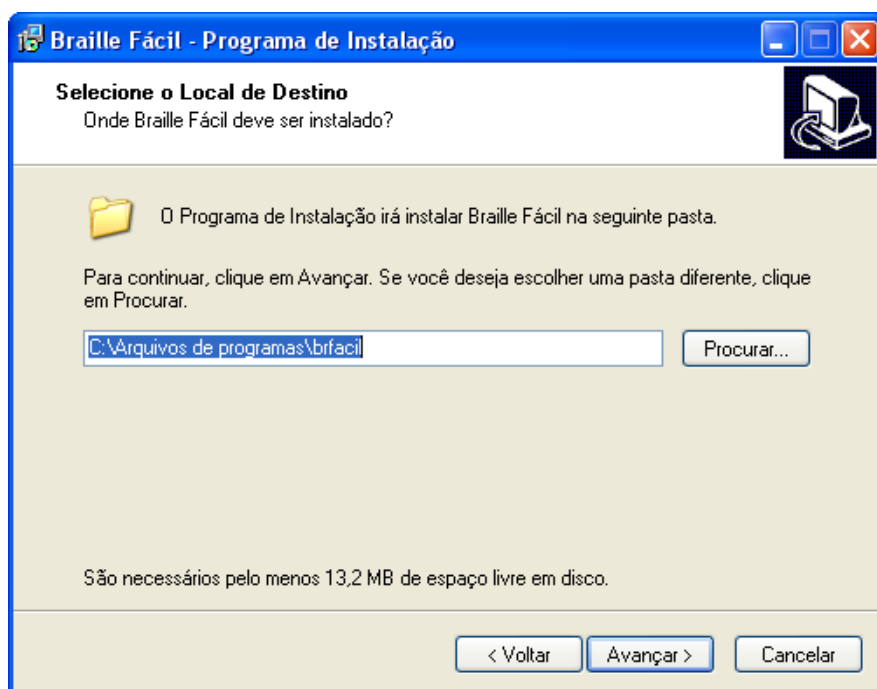 Braille Fácil - Programa de Instalação
Selecione o Local de Destino
Onde Braille Fácil deve ser instalado?
O Programa de Instalação irá instalar Braille Fácil na seguinte pasta.
Para continuar, clique em Avançar. Se você deseja escolher uma pasta diferente, clique
em Procurar.
C:\Arquivos de programas\brfacil
Procurar...
São necessários pelo menos 13,2 MB de espaço livre em disco.
< Voltar
Avançar >
Cancelar